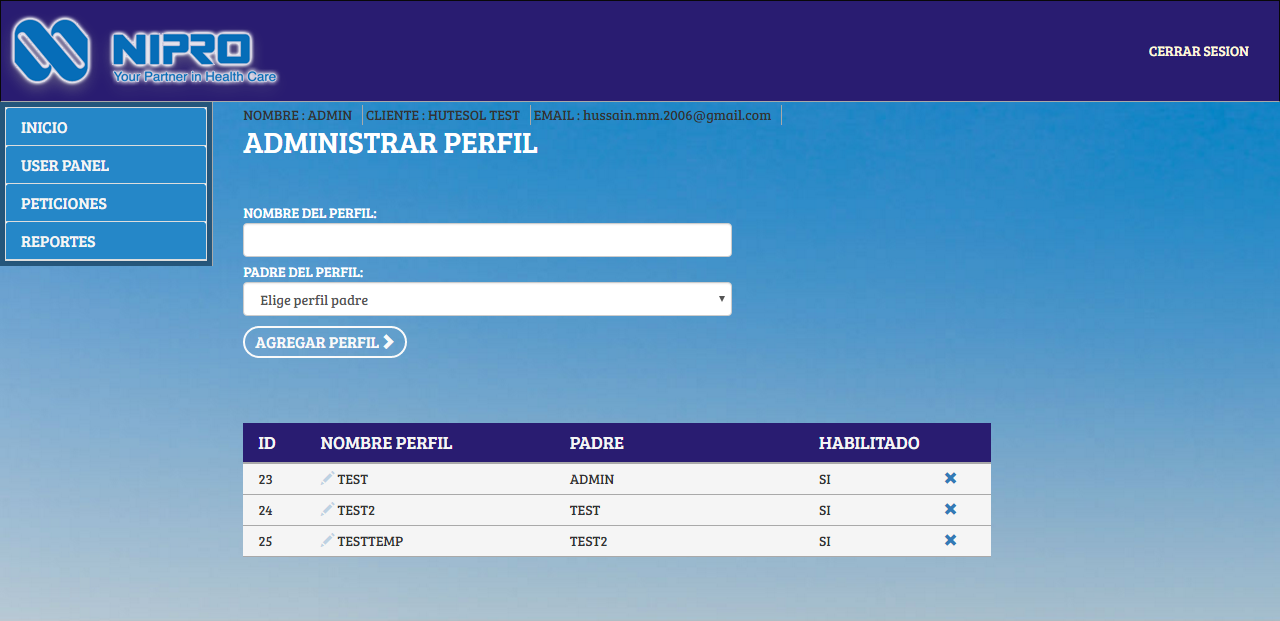 NIPRO
Your Partner in Health Care
CERRAR SESION
INICIO
USER PANEL
PETICIONES
REPORTES
NOMBRE : ADMIN CLIENTE : HUTESOL TEST EMAIL : hussain.mm.2006@gmail.com
ADMINISTRAR PERFIL
NOMBRE DEL PERFIL:
PADRE DEL PERFIL:
Elige perfil padre
AGREGAR PERFIL
ID NOMBRE PERFIL PADRE HABILITADO
23 TEST ADMIN SI
24 TEST2 TEST SI
25 TESTTEMP TEST2 SI